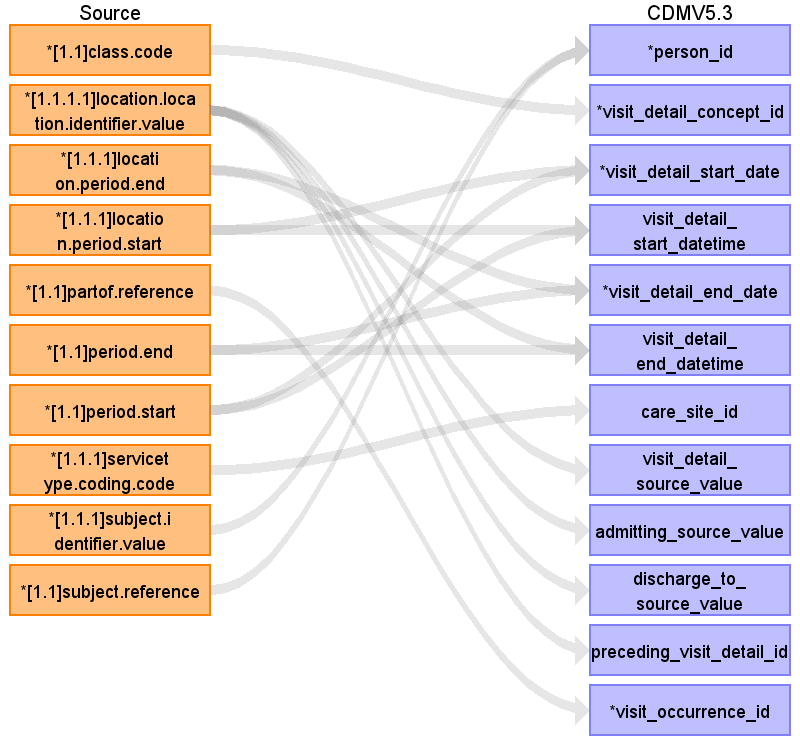 Source
*[1.1]class.code
*[1.1.1.1]location.loca
tion.identifier.value
*[1.1.1]locati
on.period.end
*[1.1.1]locatio
n.period.start
*[1.1]partof.reference
*[1.1]period.end
*[1.1]period.start
*[1.1.1]servicet
ype.coding.code
*[1.1.1]subject.i
dentifier.value
*[1.1]subject.reference
CDMV5.3
*person_id
*visit_detail_concept_id
*visit_detail_start_date
visit_detail_
start_datetime
*visit_detail_end_date
visit_detail_
end_datetime
care_site_id
visit_detail_
source_value
admitting_source_value
discharge_to_
source_value
preceding_visit_detail_id
*visit_occurrence_id